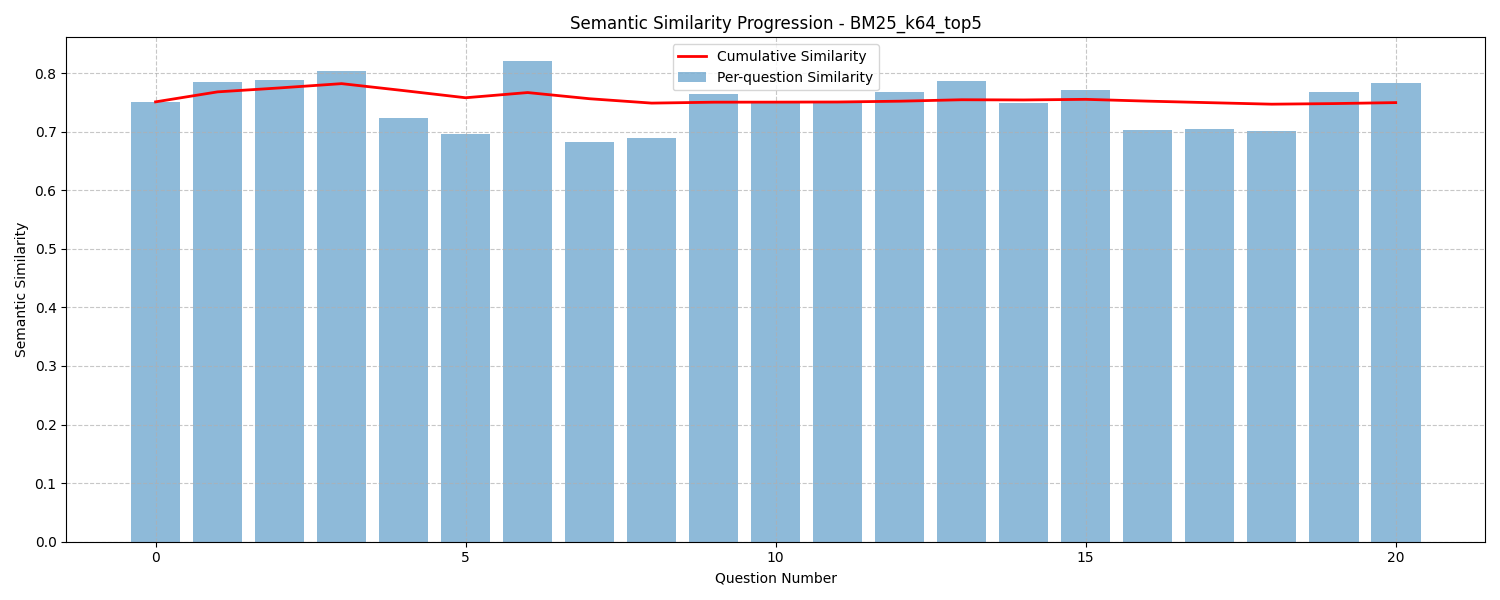 Semantic Similarity Progression - BM25_k64_top5
Cumulative Similarity
Per-question Similarity
Semantic Similarity
0.8
0.7
0.6
0.5
0.4
0.3
0.2
0.1
0.0
0 5 10 15 20
Question Number